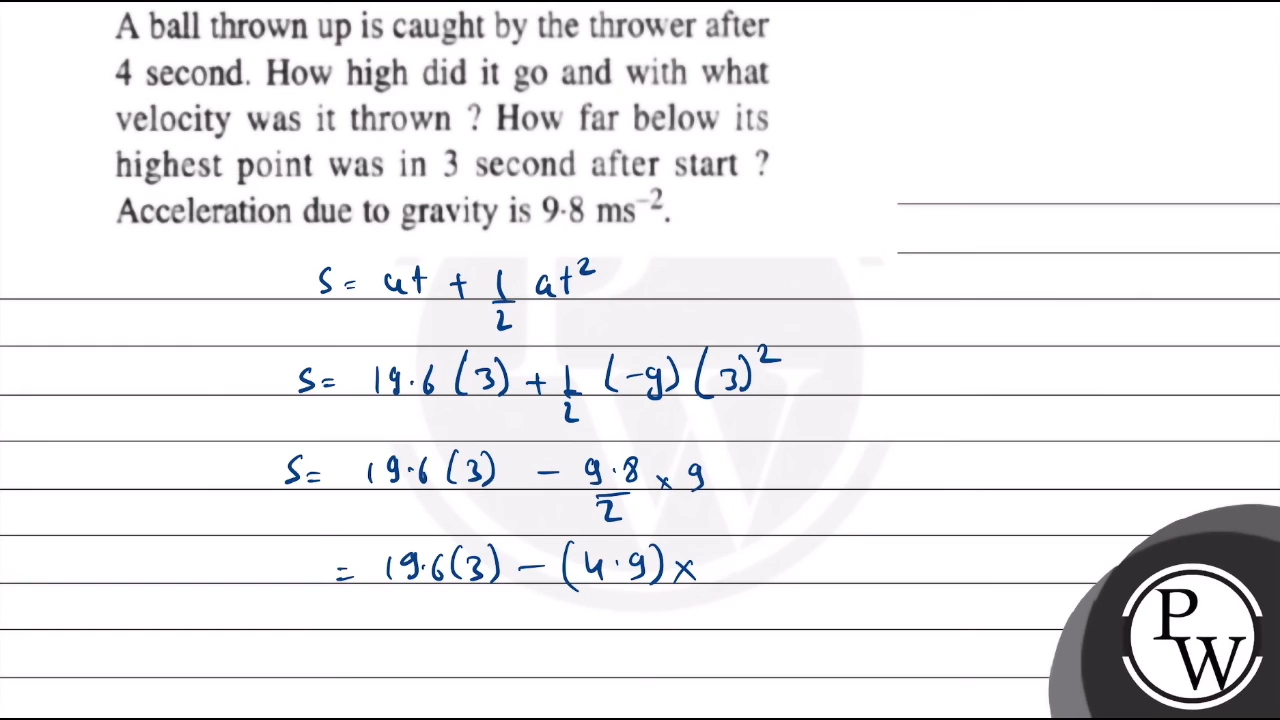 A ball thrown up is caught by the thrower after
4 second. How high did it go and with what
velocity was it thrown ? How far below its
highest point was in 3 second after start ?
Acceleration due to gravity is 9·8 ms⁻².
S = ut + 1/2 at²
S = 19.6 (3) + 1/2 (-g) (3)²
S = 19.6 (3) - 9.8/2 × 9
= 19.6 (3) - (4.9) ×
PW